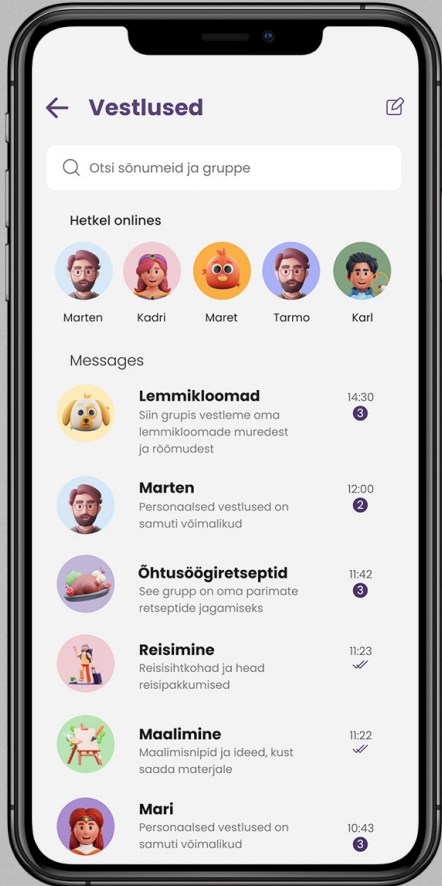 Vestlused
Otsi sõnumeid ja gruppe
Hetkel onlines
Marten Kadri Maret Tarmo Karl
Messages
Lemmikloomad 14:30
Siin grupis vestleme oma 3
lemmikloomade muredest
ja rõõmudest
Marten 12:00
Personaalsed vestlused on 2
samuti võimalikud
Õhtusöögiretseptid 11:42
See grupp on oma parimate 3
retseptide jagamiseks
Reisimine 11:23
Reisisihtkohad ja head
reisipakkumised
Maalimine 11:22
Maalimisnipid ja ideed, kust
saada materjale
Mari
Personaalsed vestlused on 10:43
samuti võimalikud 3